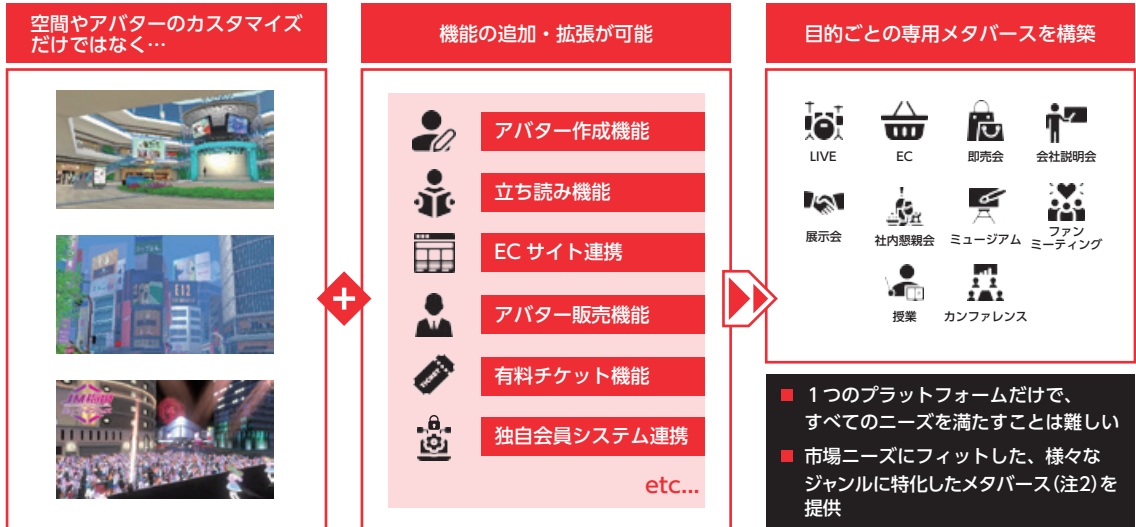 空間やアバターのカスタマイズ
だけではなく…
機能の追加・拡張が可能
アバター作成機能
立ち読み機能
ECサイト連携
アバター販売機能
TICKET
有料チケット機能
独自会員システム連携
etc...
目的ごとの専用メタバースを構築
LIVE
EC
即売会
会社説明会
展示会
社内懇親会
ミュージアム
ファン
ミーティング
授業
カンファレンス
■ 1つのプラットフォームだけで、
すべてのニーズを満たすことは難しい
■ 市場ニーズにフィットした、様々な
ジャンルに特化したメタバース(注2)を
提供